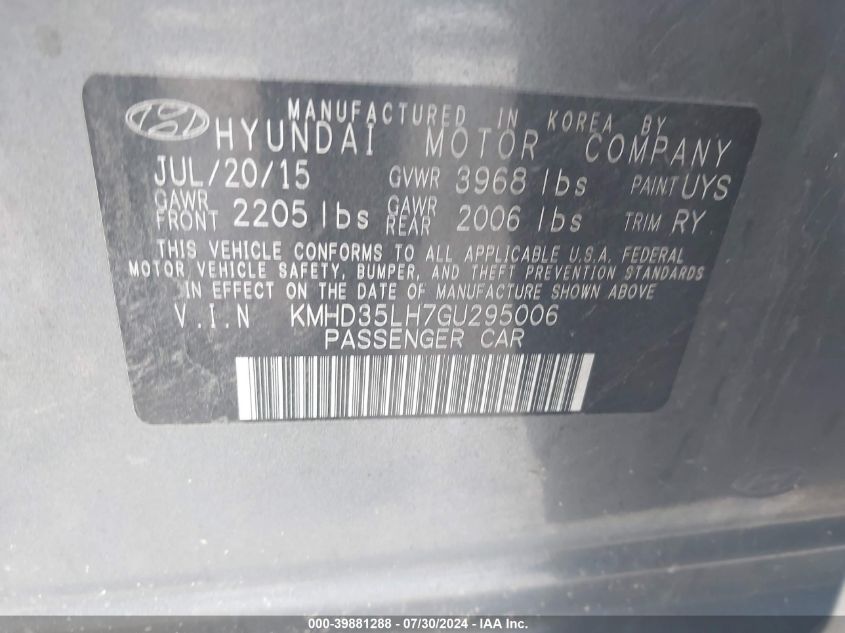 MANUFACTURED IN KOREA BY
HYUNDAI MOTOR COMPANY
JUL/20/15 GVWR 3968 lbs PAINT UYS
GAWR FRONT 2205 lbs GAWR REAR 2006 lbs TRIM RY
THIS VEHICLE CONFORMS TO ALL APPLICABLE U.S.A. FEDERAL
MOTOR VEHICLE SAFETY, BUMPER, AND THEFT PREVENTION STANDARDS
IN EFFECT ON THE DATE OF MANUFACTURE SHOWN ABOVE
V.I.N KMHD35LH7GU295006
PASSENGER CAR
000-39881288 - 07/30/2024 - IAA Inc.